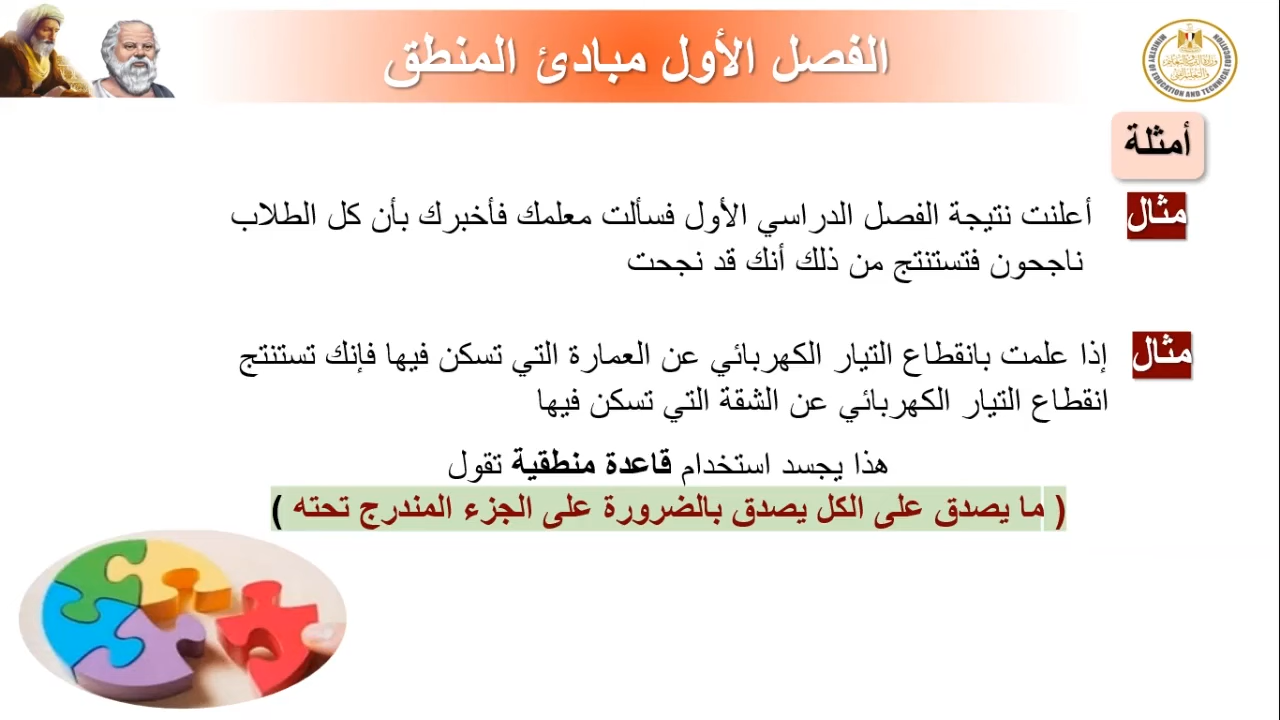 الفصل الأول مبادئ المنطق
أمثلة
مثال
أعلنت نتيجة الفصل الدراسي الأول فسألت معلمك فأخبرك بأن كل الطلاب
ناجحون فتستنتج من ذلك أنك قد نجحت
مثال
إذا علمت بانقطاع التيار الكهربائي عن العمارة التي تسكن فيها فإنك تستنتج
انقطاع التيار الكهربائي عن الشقة التي تسكن فيها
هذا يجسد استخدام قاعدة منطقية تقول
( ما يصدق على الكل يصدق بالضرورة على الجزء المندرج تحته )